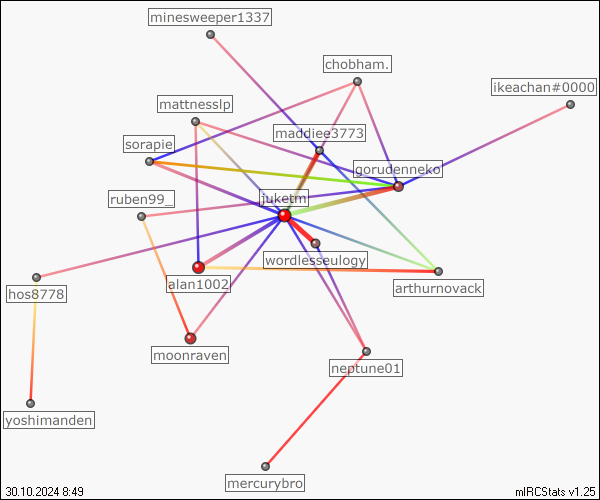 minesweeper1337
chobham.
ikeachan#0000
mattnesslp
maddiee3773
sorapie
gorudenneko
ruben99_
juketm
wordlesseulogy
alan1002
arthurnovack
hos8778
moonraven
neptune01
yoshimanden
mercurybro
30.10.2024 8:49
mIRCStats v1.25